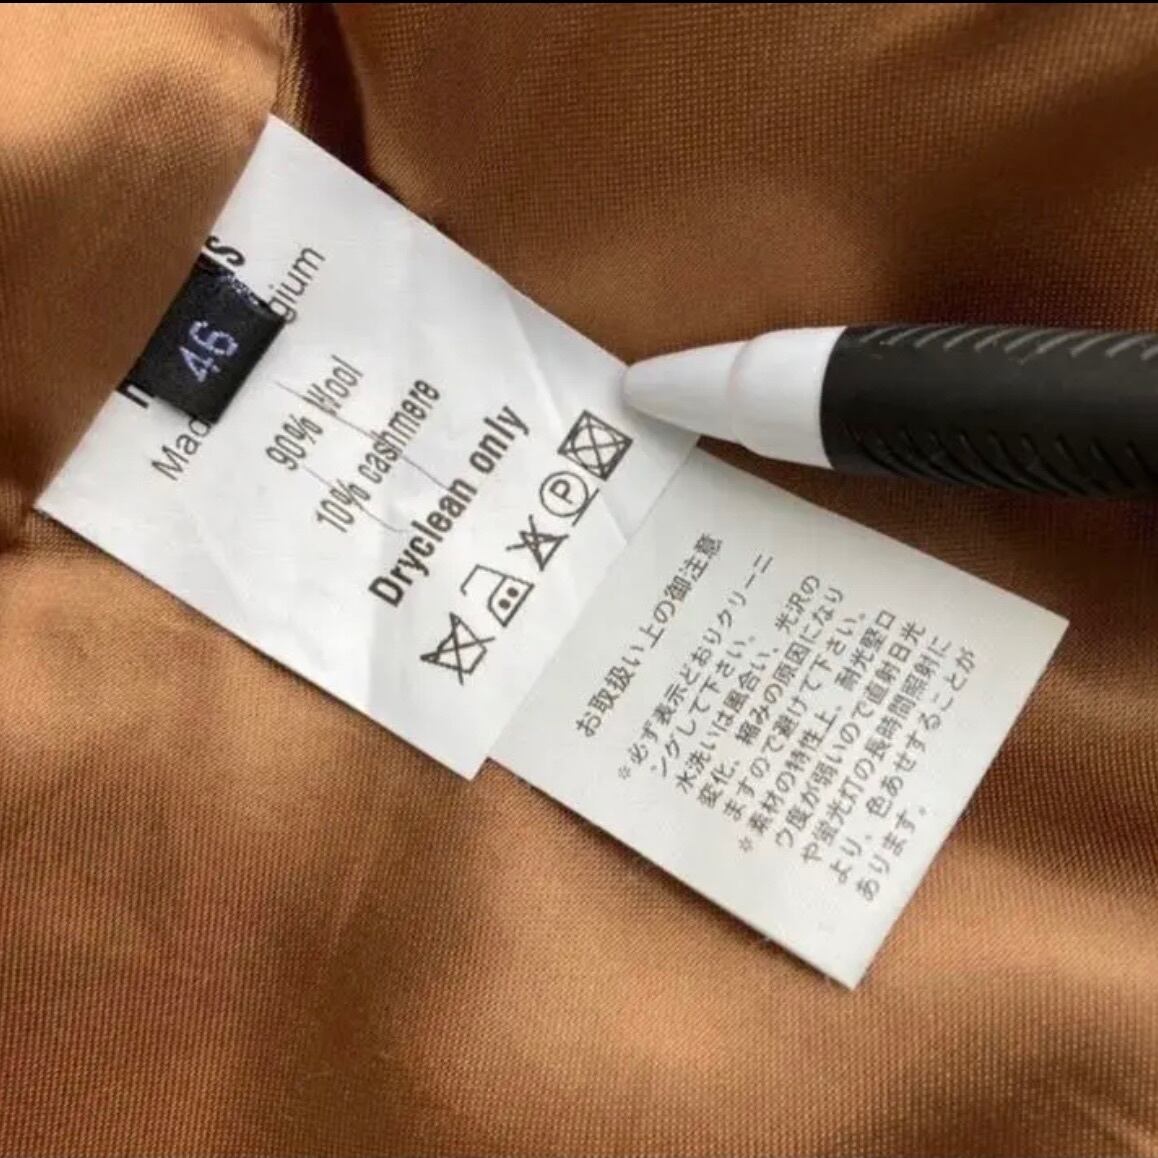 46
90% Wool
10% cashmere
Dryclean only
P
お取扱い上の御注意
※必ず表示どおりクリーニ
ングして下さい。
水洗いは風合い、光沢の
変化、縮みの原因になり
ますので避けて下さい。
※素材の特性上、耐光堅ロ
ウ度が弱いので直射日光
や蛍光灯の長時間照射に
より、色あせすることが
あります。